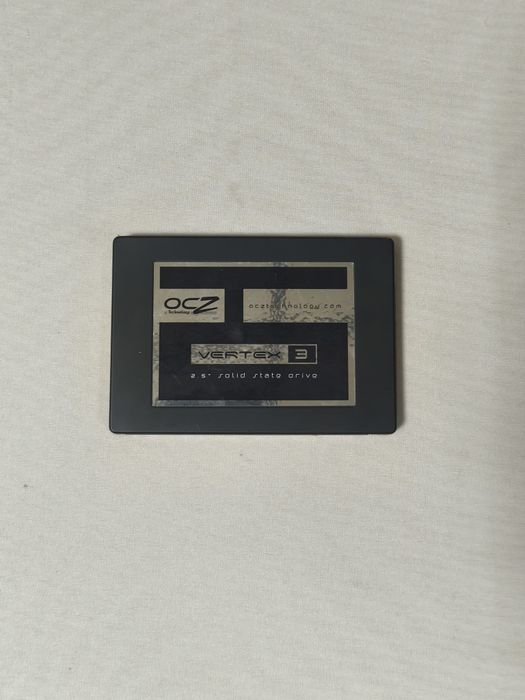 OCZ
Technology
ocztechnology.com
VERTEX 3
2.5" solid state drive